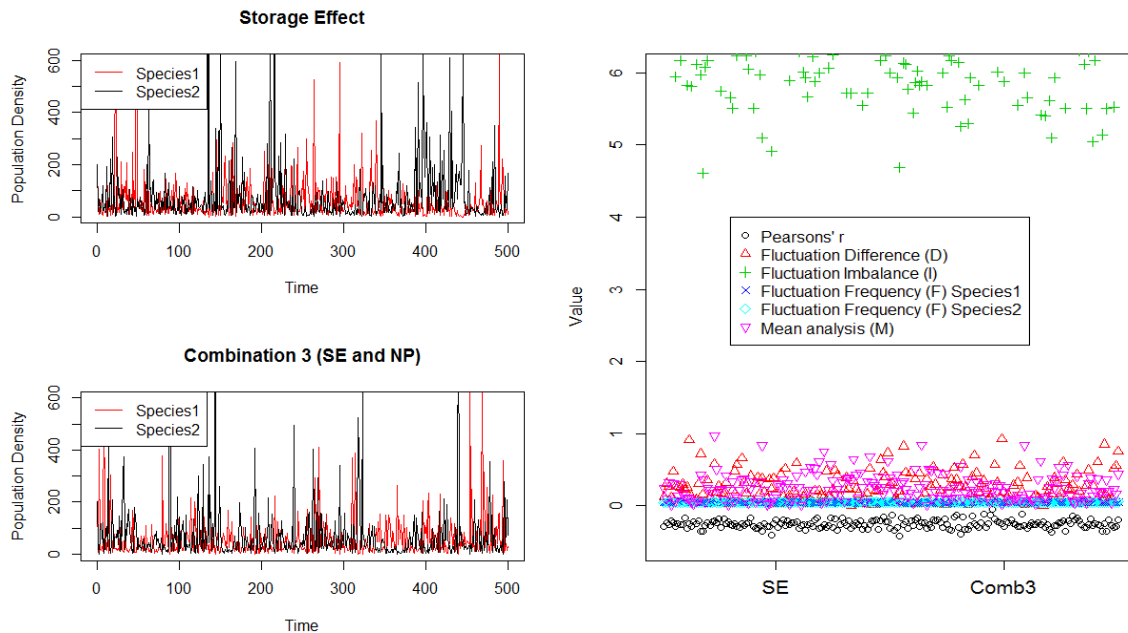 Storage Effect
Population Density
600
400
200
0
Species1
Species2
0 100 200 300 400 500
Time
Combination 3 (SE and NP)
Population Density
600
400
200
0
Species1
Species2
0 100 200 300 400 500
Time
Value
6
5
4
3
2
1
0
Pearsons' r
Fluctuation Difference (D)
Fluctuation Imbalance (I)
Fluctuation Frequency (F) Species1
Fluctuation Frequency (F) Species2
Mean analysis (M)
SE Comb3